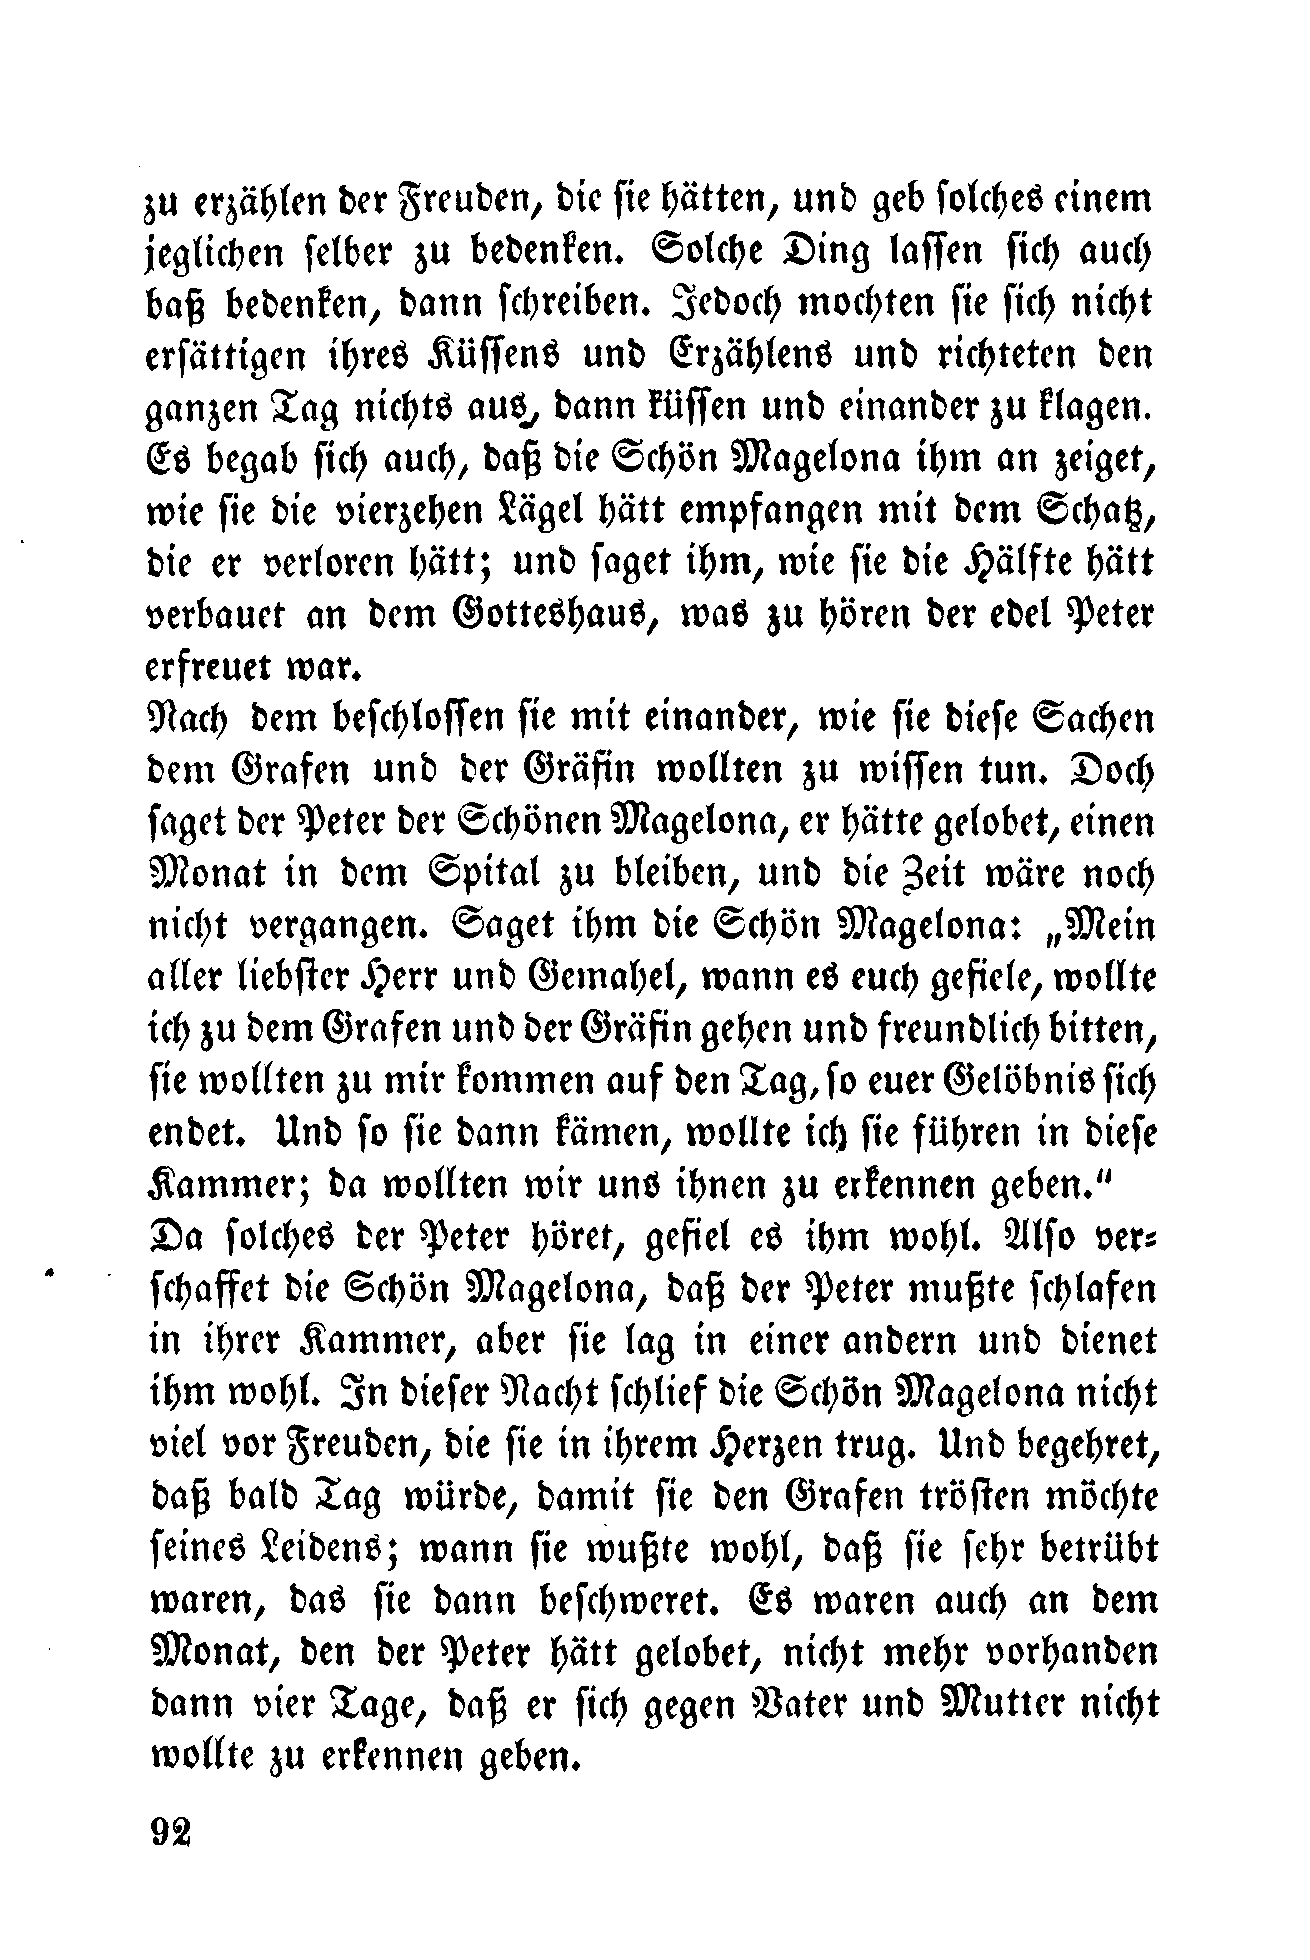 zu erzählen der Freuden, die sie hätten, und geb solches einem
jeglichen selber zu bedenken. Solche Ding lassen sich auch
baß bedenken, dann schreiben. Jedoch mochten sie sich nicht
ersättigen ihres Küssens und Erzählens und richteten den
ganzen Tag nichts aus, dann küssen und einander zu klagen.
Es begab sich auch, daß die Schön Magelona ihm an zeiget,
wie sie die vierzehen Lägel hätt empfangen mit dem Schatz,
die er verloren hätt; und saget ihm, wie sie die Hälfte hätt
verbauet an dem Gotteshaus, was zu hören der edel Peter
erfreuet war.
Nach dem beschlossen sie mit einander, wie sie diese Sachen
dem Grafen und der Gräfin wollten zu wissen tun. Doch
saget der Peter der Schönen Magelona, er hätte gelobet, einen
Monat in dem Spital zu bleiben, und die Zeit wäre noch
nicht vergangen. Saget ihm die Schön Magelona: „Mein
aller liebster Herr und Gemahel, wann es euch gefiele, wollte
ich zu dem Grafen und der Gräfin gehen und freundlich bitten,
sie wollten zu mir kommen auf den Tag, so euer Gelöbnis sich
endet. Und so sie dann kämen, wollte ich sie führen in diese
Kammer; da wollten wir uns ihnen zu erkennen geben.“
Da solches der Peter höret, gefiel es ihm wohl. Also ver-
schaffet die Schön Magelona, daß der Peter mußte schlafen
in ihrer Kammer, aber sie lag in einer andern und dienet
ihm wohl. In dieser Nacht schlief die Schön Magelona nicht
viel vor Freuden, die sie in ihrem Herzen trug. Und begehret,
daß bald Tag würde, damit sie den Grafen trösten möchte
seines Leidens; wann sie wußte wohl, daß sie sehr betrübt
waren, das sie dann beschweret. Es waren auch an dem
Monat, den der Peter hätt gelobet, nicht mehr vorhanden
dann vier Tage, daß er sich gegen Vater und Mutter nicht
wollte zu erkennen geben.
92